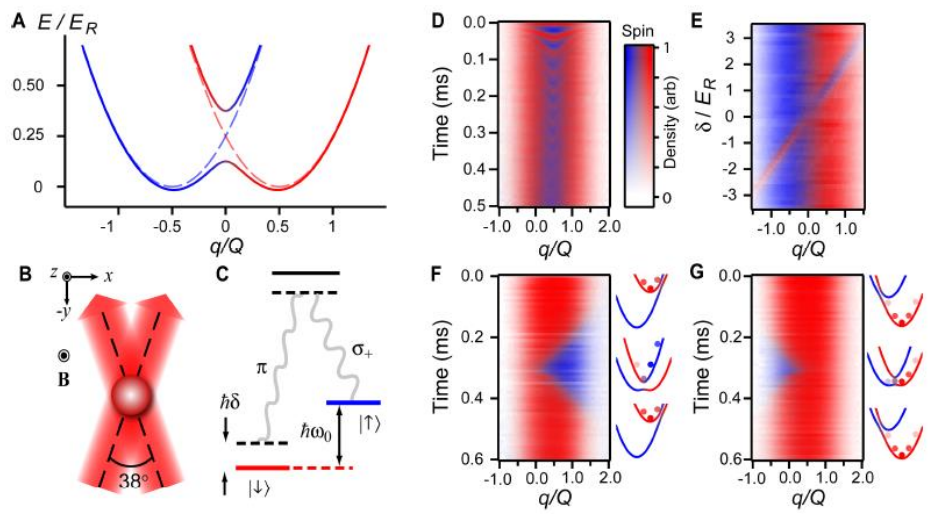 A
E / E_R
0.50
0.25
0
-1
-0.5
0
0.5
1
q/Q
B
z
x
-y
B
38°
C
π
σ+
ħδ
ħω0
|↑⟩
|↓⟩
D
0.0
0.1
0.2
0.3
0.4
0.5
Time (ms)
-1.0
0.0
1.0
2.0
q/Q
Spin
1
0
Density (arb)
E
3
2
1
0
-1
-2
-3
δ / E_R
-1.0
0.0
1.0
q/Q
F
0.0
0.2
0.4
0.6
Time (ms)
-1.0
0.0
1.0
2.0
q/Q
G
0.0
0.2
0.4
0.6
Time (ms)
-1.0
0.0
1.0
2.0
q/Q